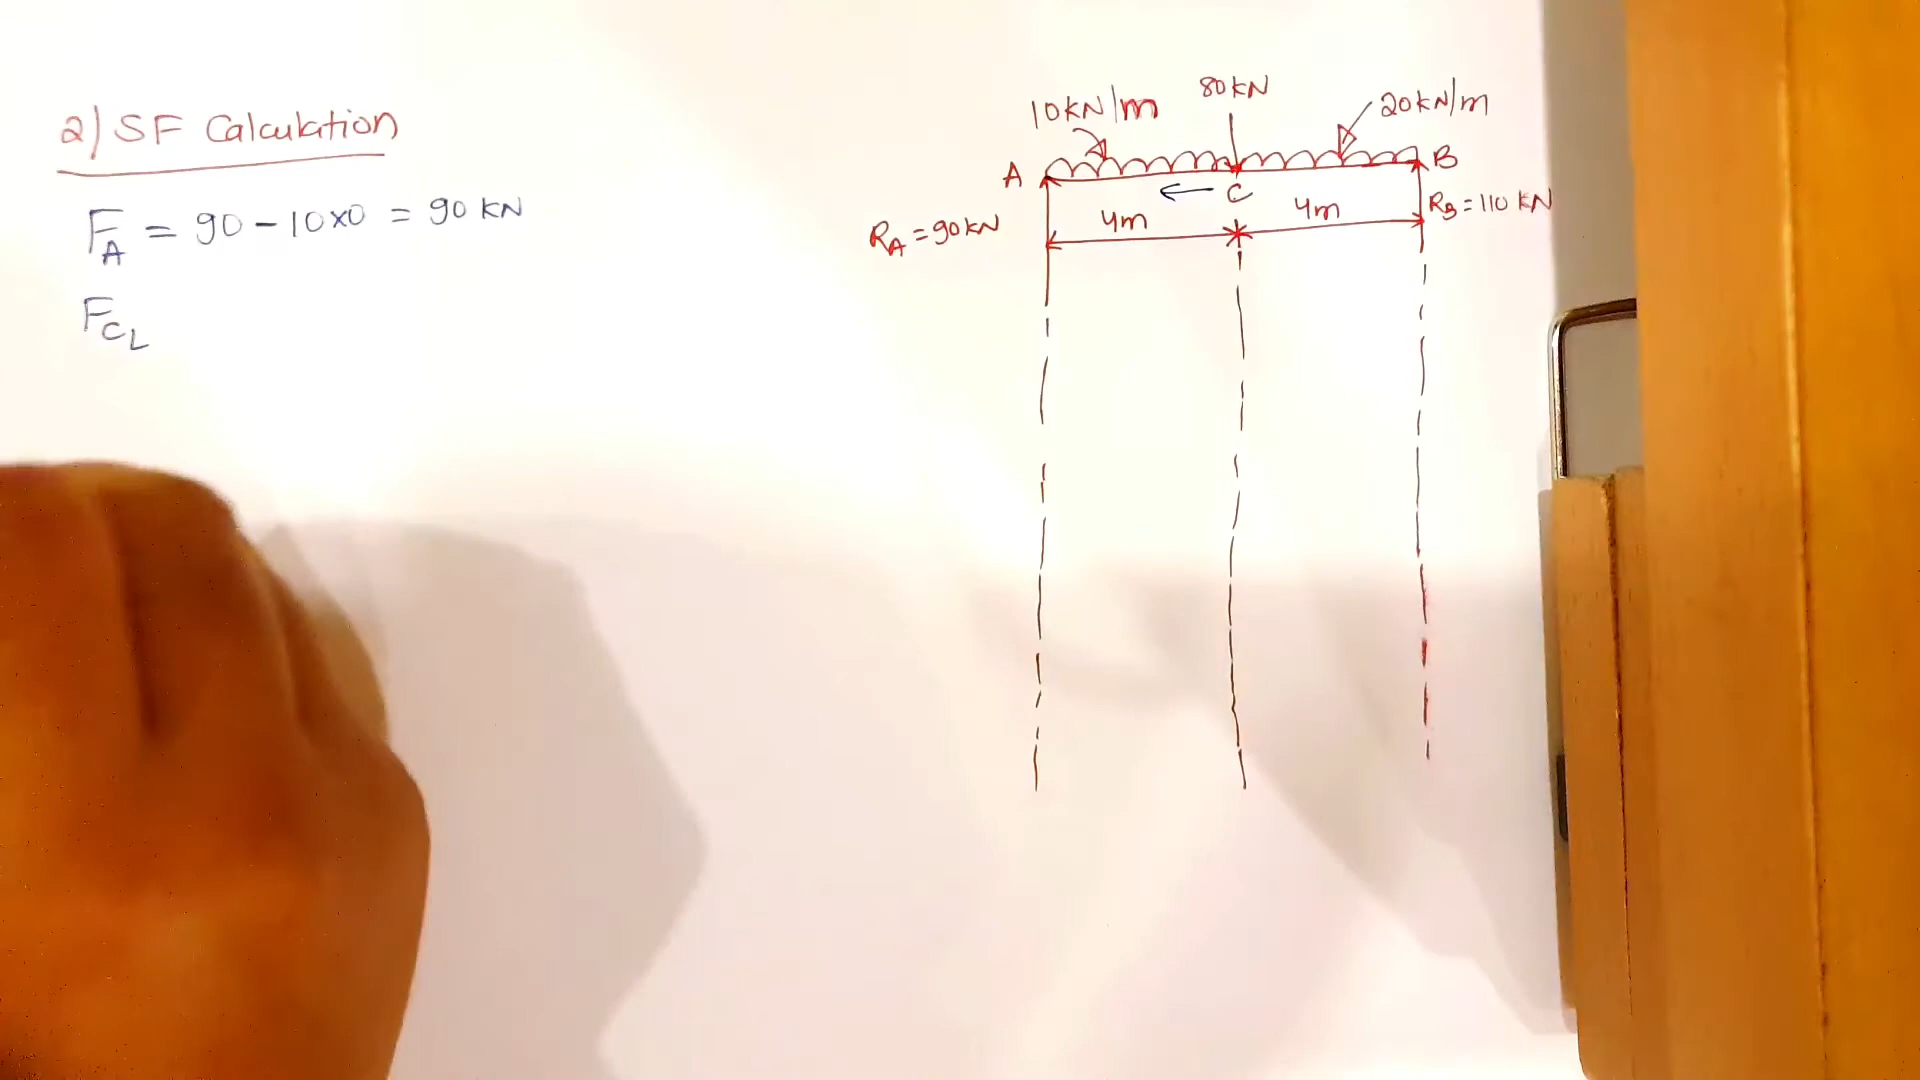 2) SF Calculation
F_A = 90 - 10×0 = 90 KN
F_CL
10KN/m
80KN
20KN/m
A
B
C
4m
4m
R_A = 90KN
R_B = 110 KN